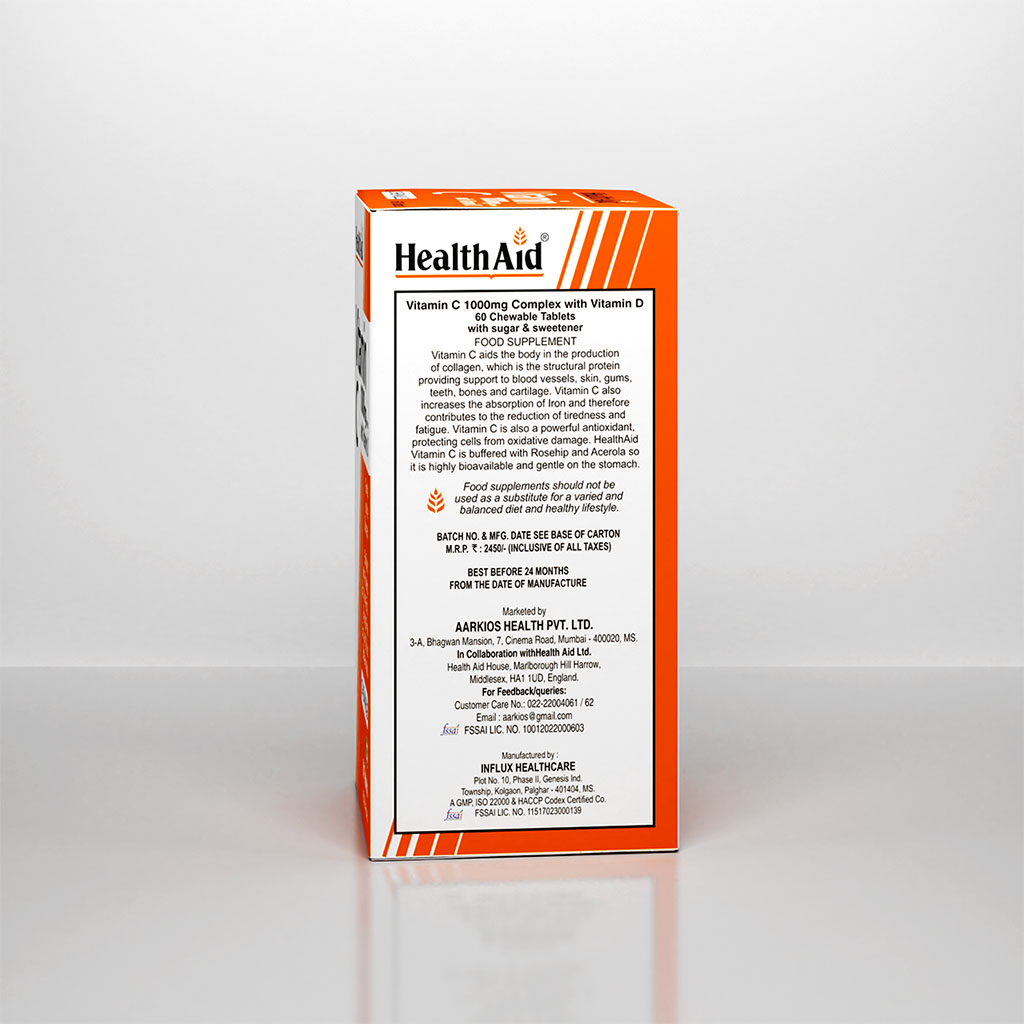 HealthAid®
Vitamin C 1000mg Complex with Vitamin D
60 Chewable Tablets
with sugar & sweetener
FOOD SUPPLEMENT
Vitamin C aids the body in the production
of collagen, which is the structural protein
providing support to blood vessels, skin, gums,
teeth, bones and cartilage. Vitamin C also
increases the absorption of Iron and therefore
contributes to the reduction of tiredness and
fatigue. Vitamin C is also a powerful antioxidant,
protecting cells from oxidative damage. HealthAid
Vitamin C is buffered with Rosehip and Acerola so
it is highly bioavailable and gentle on the stomach.
Food supplements should not be
used as a substitute for a varied and
balanced diet and healthy lifestyle.
BATCH NO. & MFG. DATE SEE BASE OF CARTON
M.R.P. ₹ : 2450/- (INCLUSIVE OF ALL TAXES)
BEST BEFORE 24 MONTHS
FROM THE DATE OF MANUFACTURE
Marketed by
AARKIOS HEALTH PVT. LTD.
3-A, Bhagwan Mansion, 7, Cinema Road, Mumbai - 400020, MS.
In Collaboration withHealth Aid Ltd.
Health Aid House, Marlborough Hill Harrow,
Middlesex, HA1 1UD, England.
For Feedback/queries:
Customer Care No.: 022-22004061 / 62
Email : aarkios@gmail.com
fssai FSSAI LIC. NO. 10012022000603
Manufactured by :
INFLUX HEALTHCARE
Plot No. 10, Phase II, Genesis Ind.
Township, Kolgaon, Palghar - 401404, MS.
A GMP, ISO 22000 & HACCP Codex Certified Co.
fssai FSSAI LIC. NO. 11517023000139